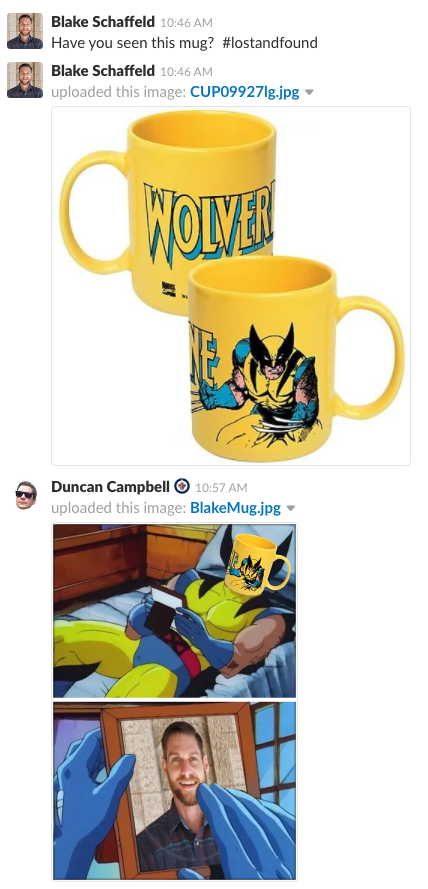 Blake Schaffeld 10:46 AM
Have you seen this mug? #lostandfound
Blake Schaffeld 10:46 AM
uploaded this image: CUP09927lg.jpg
WOLVERI
NE
Duncan Campbell 10:57 AM
uploaded this image: BlakeMug.jpg